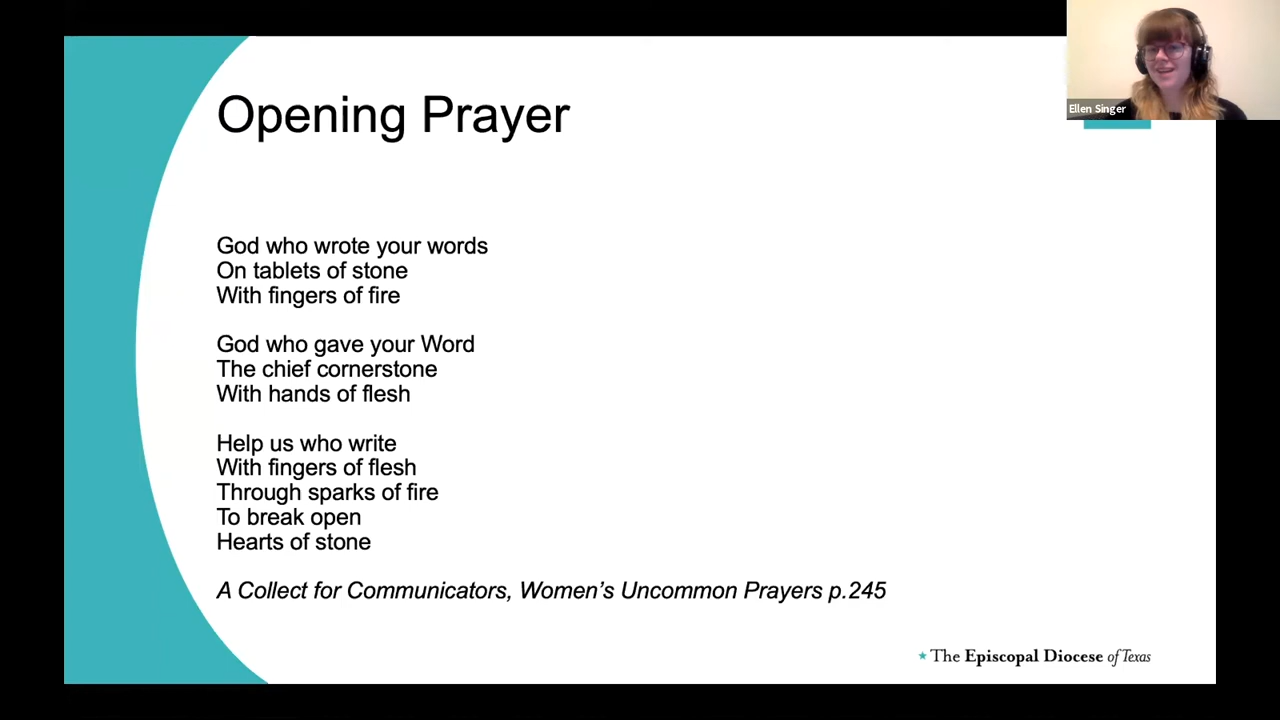 Opening Prayer
Ellen Singer
God who wrote your words
On tablets of stone
With fingers of fire
God who gave your Word
The chief cornerstone
With hands of flesh
Help us who write
With fingers of flesh
Through sparks of fire
To break open
Hearts of stone
A Collect for Communicators, Women’s Uncommon Prayers p.245
The Episcopal Diocese of Texas